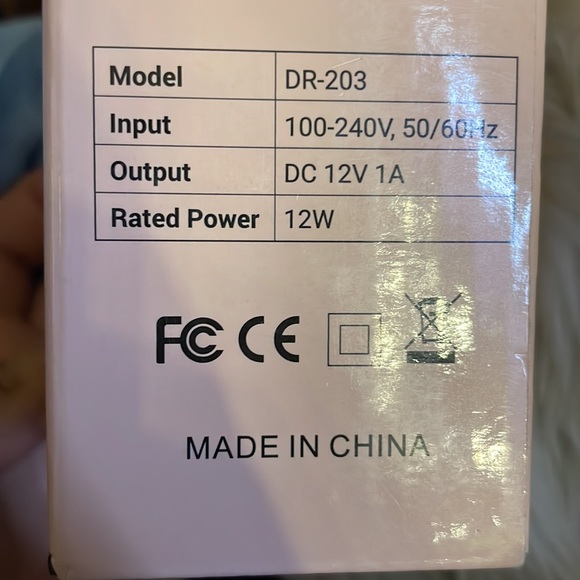 Model DR-203
Input 100-240V, 50/60Hz
Output DC 12V 1A
Rated Power 12W
FC CE
MADE IN CHINA